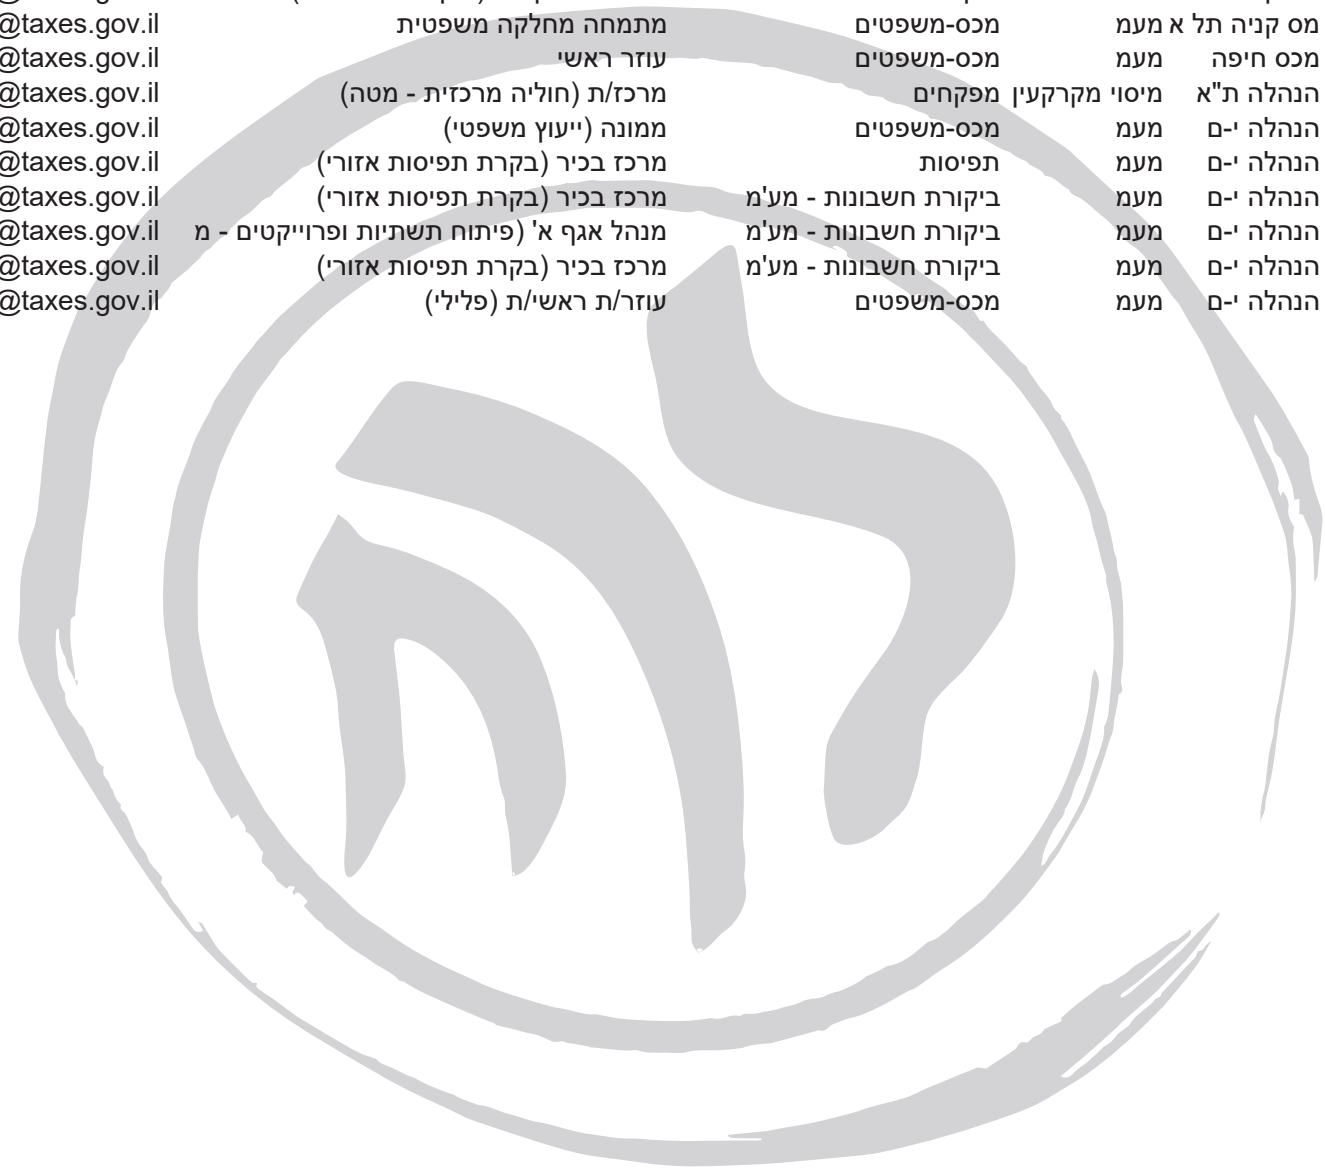 מס קניה תל א מעמ מכס-משפטים מתמחה מחלקה משפטית @taxes.gov.il
מכס חיפה מעמ מכס-משפטים עוזר ראשי @taxes.gov.il
הנהלה ת"א מיסוי מקרקעין מפקחים מרכז/ת (חוליה מרכזית - מטה) @taxes.gov.il
הנהלה י-ם מעמ מכס-משפטים ממונה (ייעוץ משפטי) @taxes.gov.il
הנהלה י-ם מעמ תפיסות מרכז בכיר (בקרת תפיסות אזורי) @taxes.gov.il
הנהלה י-ם מעמ ביקורת חשבונות - מע'מ מרכז בכיר (בקרת תפיסות אזורי) @taxes.gov.il
הנהלה י-ם מעמ ביקורת חשבונות - מע'מ מנהל אגף א' (פיתוח תשתיות ופרוייקטים - מ @taxes.gov.il
הנהלה י-ם מעמ ביקורת חשבונות - מע'מ מרכז בכיר (בקרת תפיסות אזורי) @taxes.gov.il
הנהלה י-ם מעמ מכס-משפטים עוזר/ת ראשי/ת (פלילי) @taxes.gov.il
לה